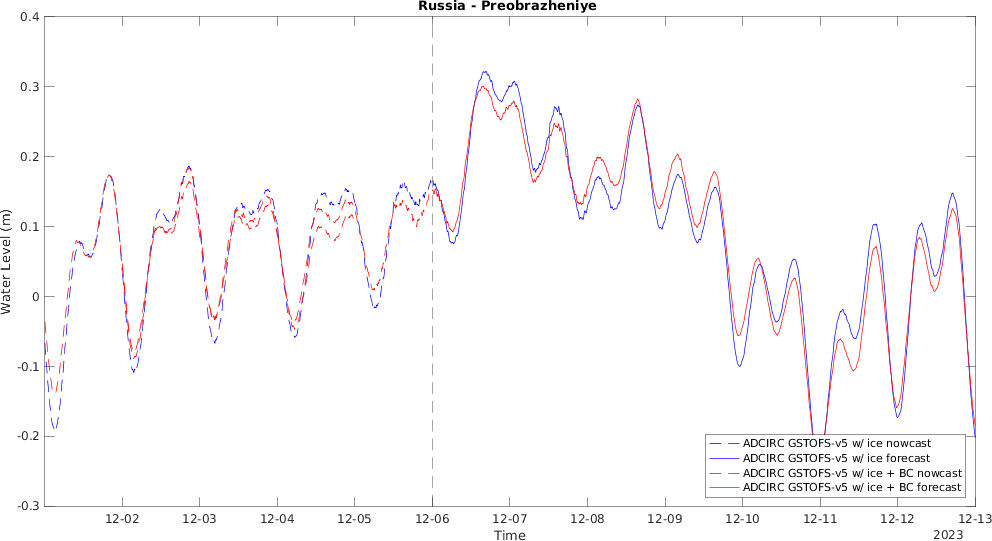 Russia - Preobrazheniye
0.4
0.3
0.2
0.1
0
-0.1
-0.2
-0.3
Water Level (m)
ADCIRC GSTOFS-v5 w/ ice nowcast
ADCIRC GSTOFS-v5 w/ ice forecast
ADCIRC GSTOFS-v5 w/ ice + BC nowcast
ADCIRC GSTOFS-v5 w/ ice + BC forecast
12-02 12-03 12-04 12-05 12-06 12-07 12-08 12-09 12-10 12-11 12-12 12-13
Time
2023